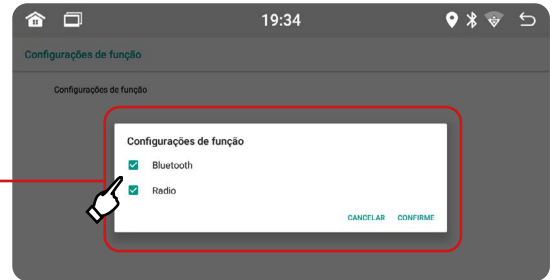 19:34
Configurações de função
Configurações de função
Configurações de função
Bluetooth
Radio
CANCELAR CONFIRME